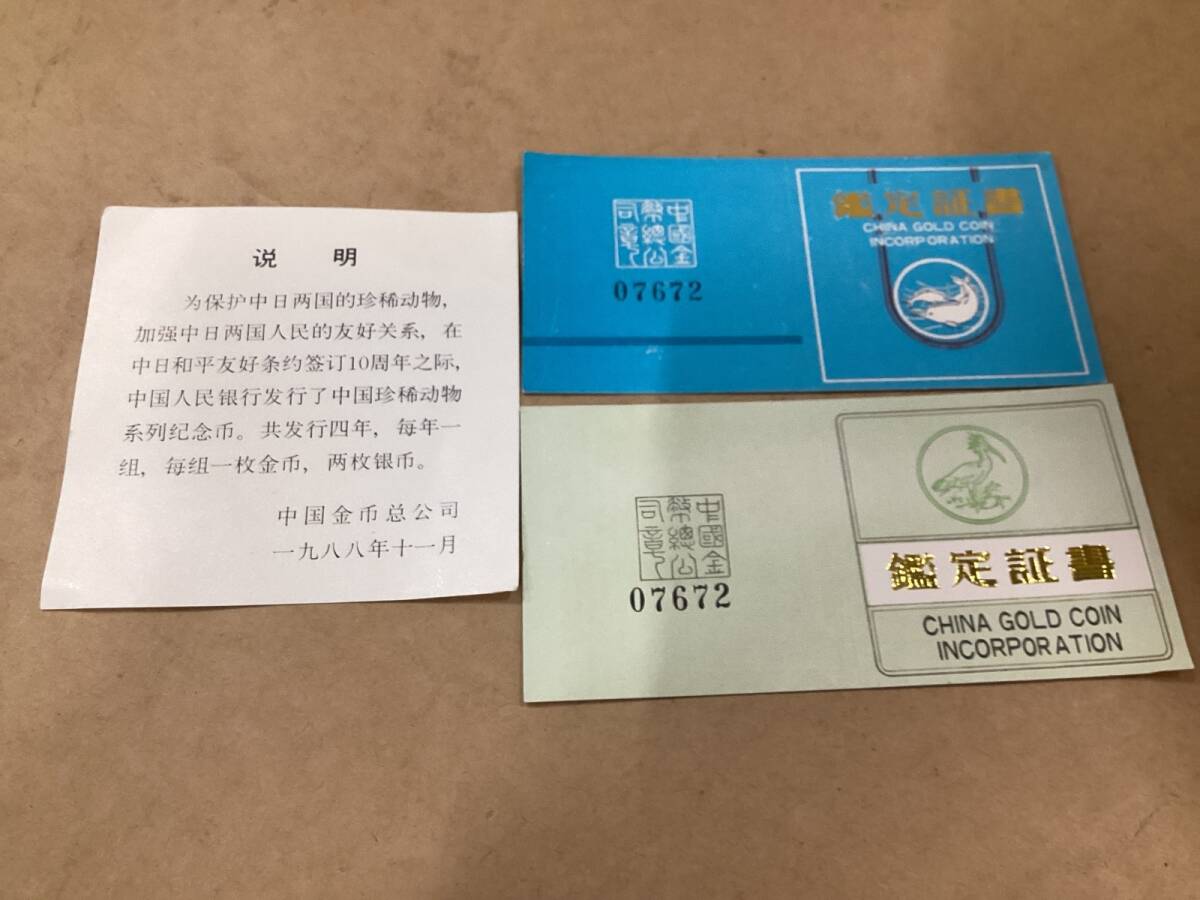 说 明
为保护中日两国的珍稀动物，
加强中日两国人民的友好关系，在
中日和平友好条约签订10周年之际，
中国人民银行发行了中国珍稀动物
系列纪念币。共发行四年，每年一
组，每组一枚金币，两枚银币。
中国金币总公司
一九八八年十一月
中國金
幣總公
司章
07672
鑑定証書
CHINA GOLD COIN
INCORPORATION
中國金
幣總公
司章
07672
鑑定証書
CHINA GOLD COIN
INCORPORATION